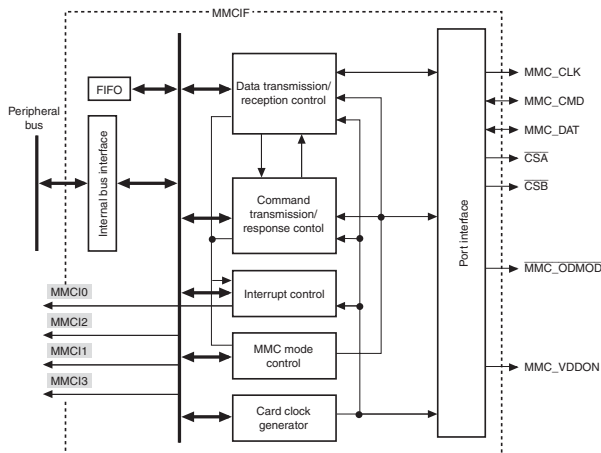 MMCIF
Data transmission/
reception control
FIFO
Peripheral
bus
Internal bus interface
Command
transmission/
response contol
Interrupt control
MMC mode
control
Card clock
generator
Port interface
MMC_CLK
MMC_CMD
MMC_DAT
CSA
CSB
MMC_ODMOD
MMC_VDDON
MMCI0
MMCI2
MMCI1
MMCI3